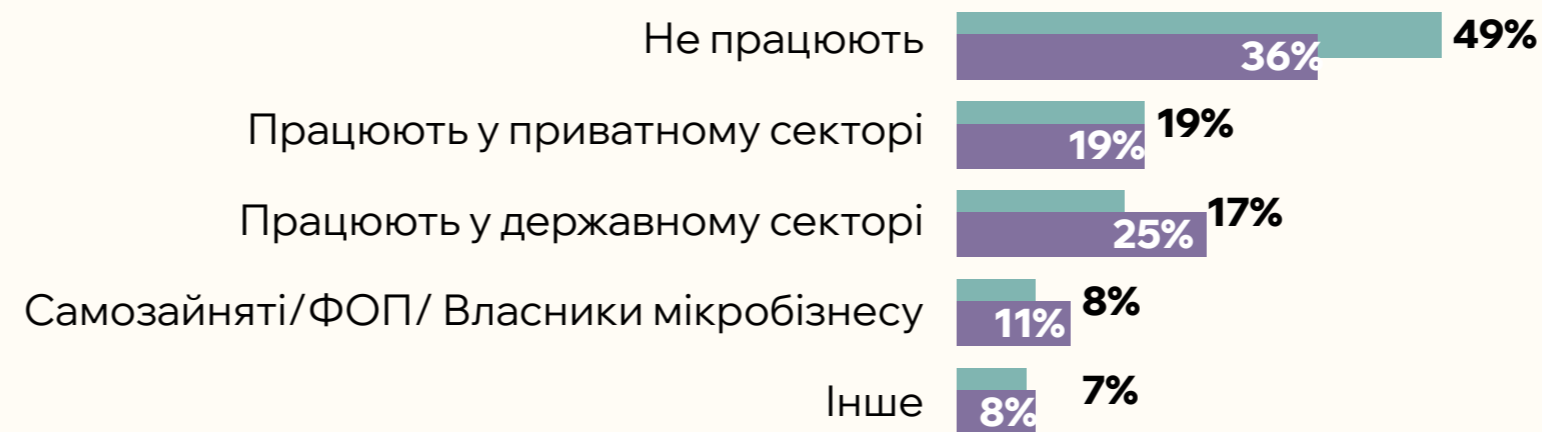 Не працюють 49%
36%
Працюють у приватному секторі 19%
19%
Працюють у державному секторі 17%
25%
Самозайняті/ФОП/ Власники мікробізнесу 8%
11%
Інше 7%
8%